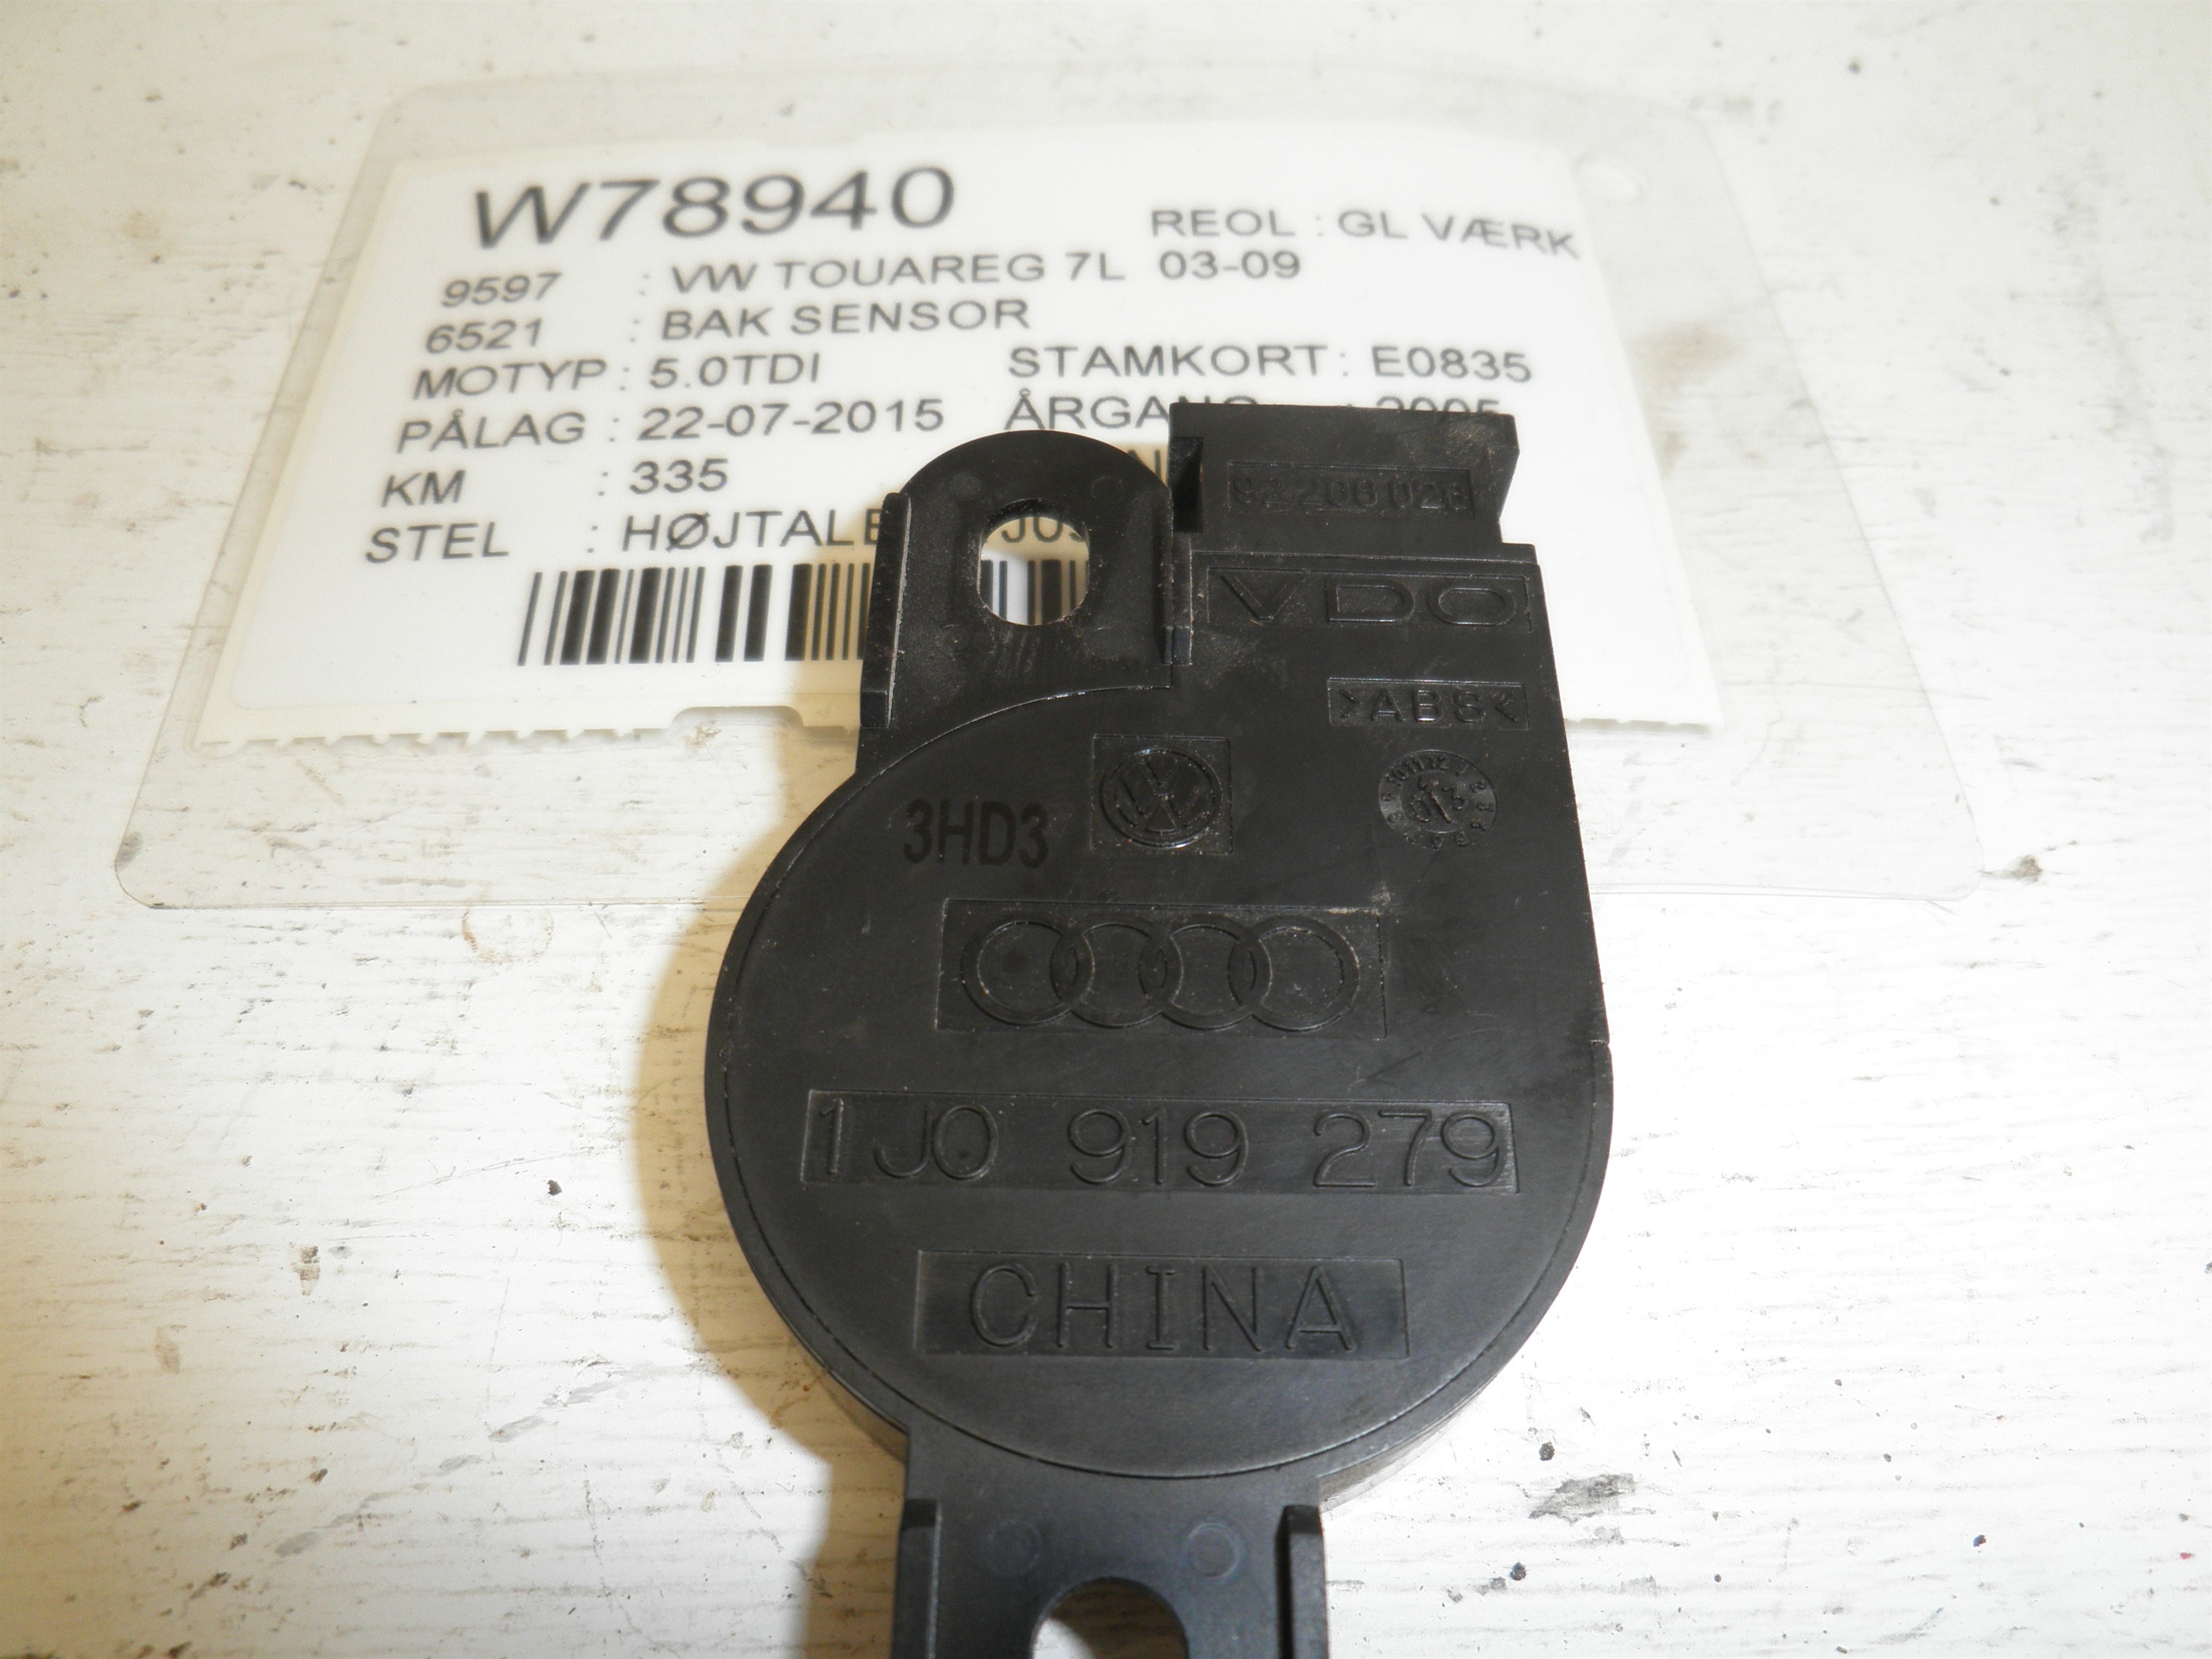 W78940
REOL : GL VÆRK
9597 : VW TOUAREG 7L 03-09
6521 : BAK SENSOR
MOTYP : 5.0TDI STAMKORT : E0835
PÅLAG : 22-07-2015 : 2005
KM : 335
STEL :
VDO
>ABS<
3HD3
1J0 919 279
CHINA